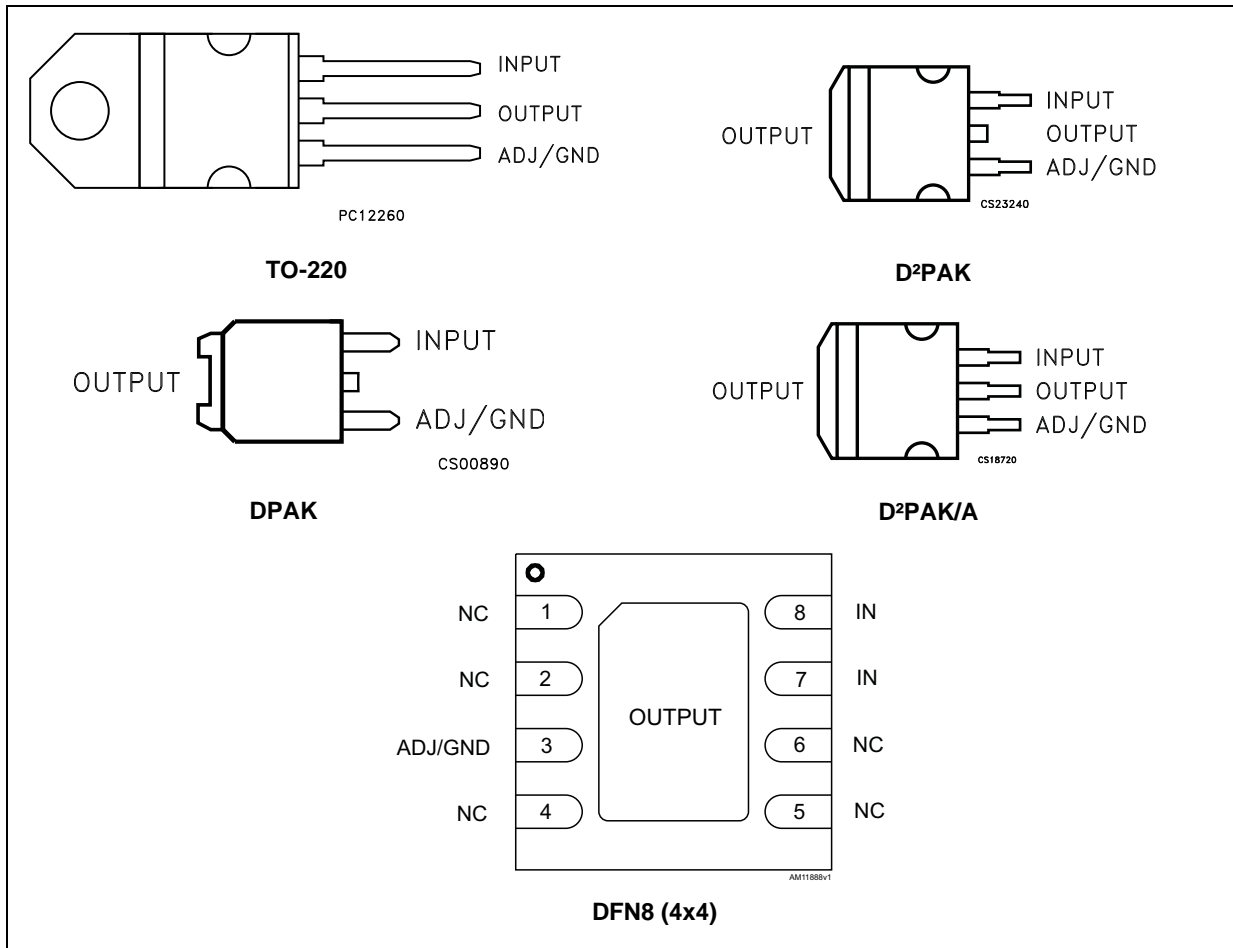 INPUT
OUTPUT
ADJ/GND
PC12260
TO-220
OUTPUT
INPUT
OUTPUT
ADJ/GND
CS23240
D²PAK
OUTPUT
INPUT
ADJ/GND
CS00890
DPAK
OUTPUT
INPUT
OUTPUT
ADJ/GND
CS18720
D²PAK/A
NC 1 8 IN
NC 2 7 IN
OUTPUT
ADJ/GND 3 6 NC
NC 4 5 NC
AM11888v1
DFN8 (4x4)